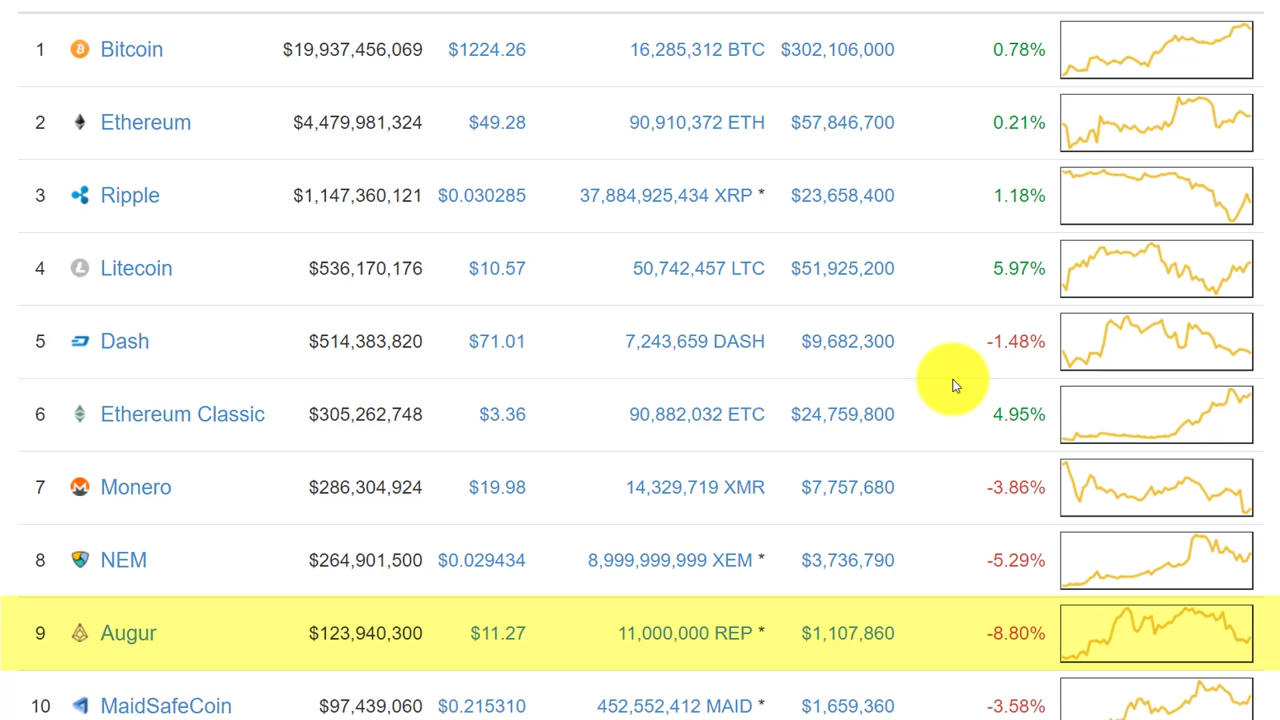 1 Bitcoin $19,937,456,069 $1224.26 16,285,312 BTC $302,106,000 0.78%
2 Ethereum $4,479,981,324 $49.28 90,910,372 ETH $57,846,700 0.21%
3 Ripple $1,147,360,121 $0.030285 37,884,925,434 XRP * $23,658,400 1.18%
4 Litecoin $536,170,176 $10.57 50,742,457 LTC $51,925,200 5.97%
5 Dash $514,383,820 $71.01 7,243,659 DASH $9,682,300 -1.48%
6 Ethereum Classic $305,262,748 $3.36 90,882,032 ETC $24,759,800 4.95%
7 Monero $286,304,924 $19.98 14,329,719 XMR $7,757,680 -3.86%
8 NEM $264,901,500 $0.029434 8,999,999,999 XEM * $3,736,790 -5.29%
9 Augur $123,940,300 $11.27 11,000,000 REP * $1,107,860 -8.80%
10 MaidSafeCoin $97,439,060 $0.215310 452,552,412 MAID * $1,659,360 -3.58%